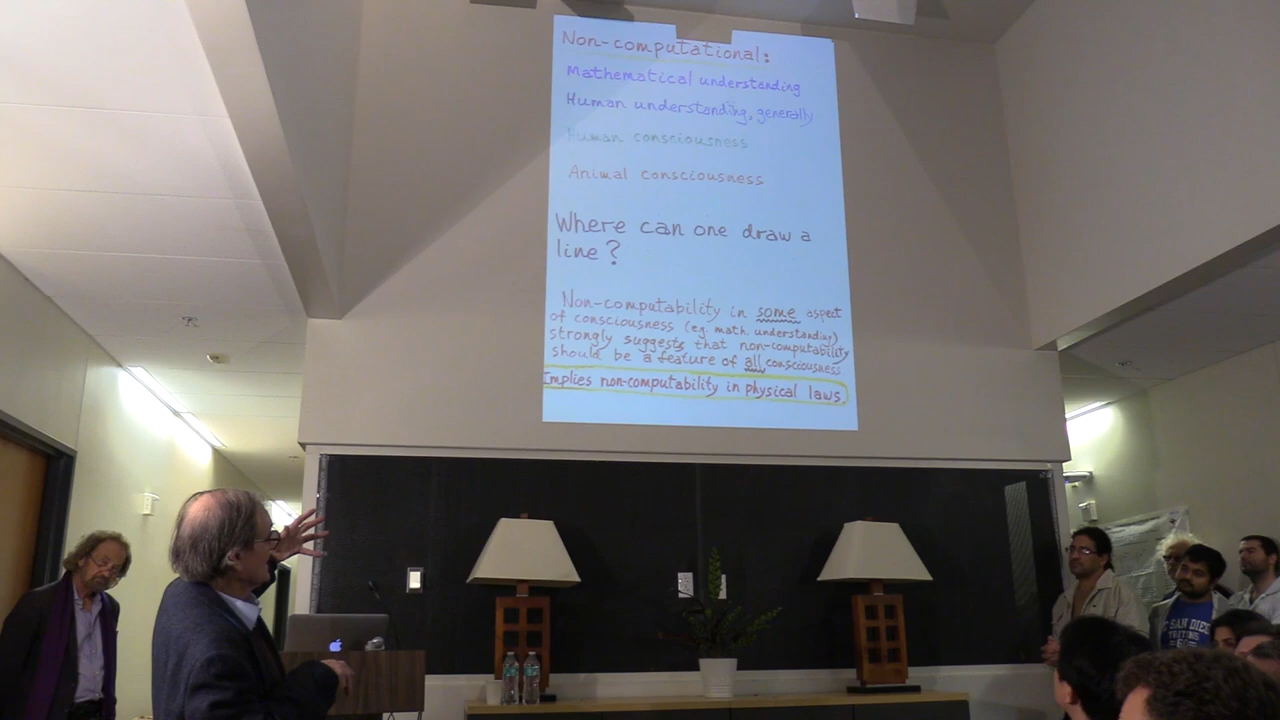 Non-computational:
Mathematical understanding
Human understanding, generally
Human consciousness
Animal consciousness
Where can one draw a
line?
Non-computability in some aspect
of consciousness (e.g. math. understanding)
strongly suggests that non-computability
should be a feature of all consciousness
Implies non-computability in physical laws.
SAN DIEG